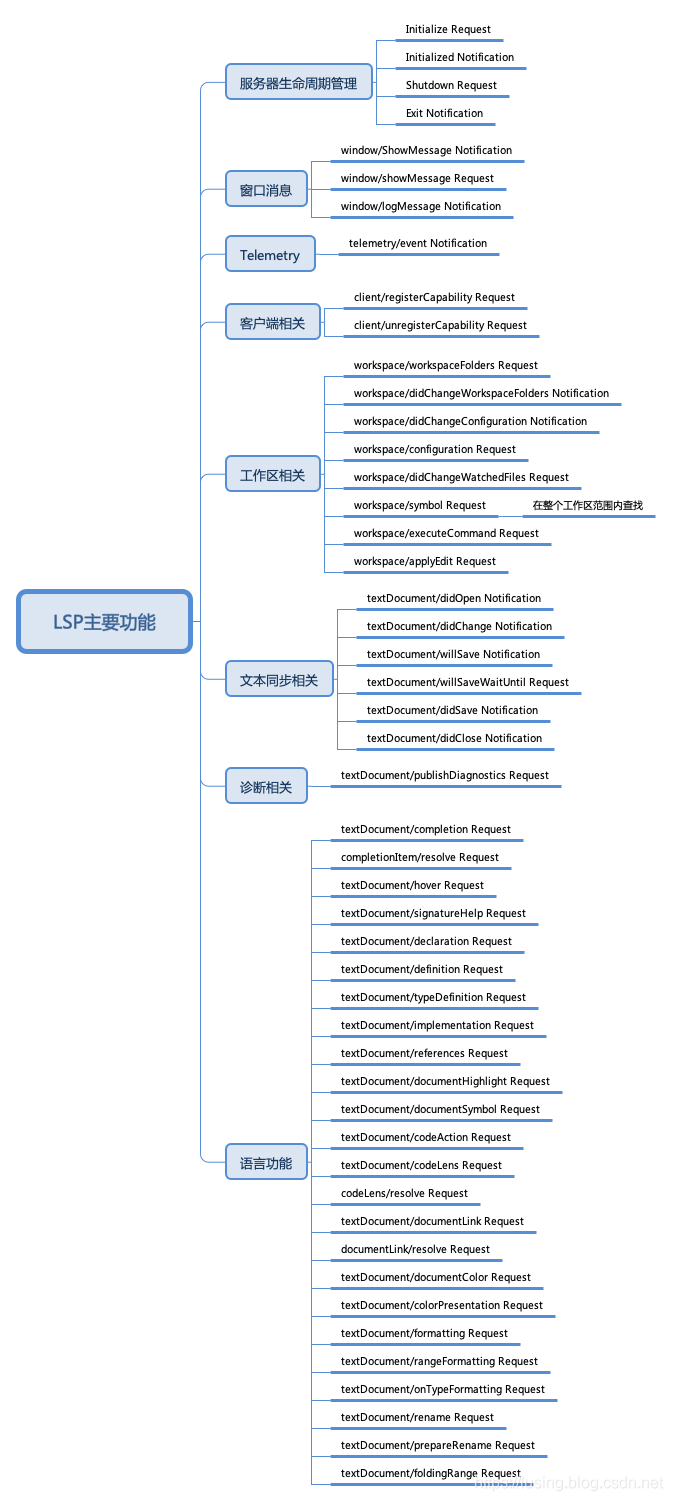 LSP主要功能
服务器生命周期管理
Initialize Request
Initialized Notification
Shutdown Request
Exit Notification
窗口消息
window/ShowMessage Notification
window/showMessage Request
window/logMessage Notification
Telemetry
telemetry/event Notification
客户端相关
client/registerCapability Request
client/unregisterCapability Request
工作区相关
workspace/workspaceFolders Request
workspace/didChangeWorkspaceFolders Notification
workspace/didChangeConfiguration Notification
workspace/configuration Request
workspace/didChangeWatchedFiles Request
workspace/symbol Request
在整个工作区范围内查找
workspace/executeCommand Request
workspace/applyEdit Request
文本同步相关
textDocument/didOpen Notification
textDocument/didChange Notification
textDocument/willSave Notification
textDocument/willSaveWaitUntil Request
textDocument/didSave Notification
textDocument/didClose Notification
诊断相关
textDocument/publishDiagnostics Request
语言功能
textDocument/completion Request
completionItem/resolve Request
textDocument/hover Request
textDocument/signatureHelp Request
textDocument/declaration Request
textDocument/definition Request
textDocument/typeDefinition Request
textDocument/implementation Request
textDocument/references Request
textDocument/documentHighlight Request
textDocument/documentSymbol Request
textDocument/codeAction Request
textDocument/codeLens Request
codeLens/resolve Request
textDocument/documentLink Request
documentLink/resolve Request
textDocument/documentColor Request
textDocument/colorPresentation Request
textDocument/formatting Request
textDocument/rangeFormatting Request
textDocument/onTypeFormatting Request
textDocument/rename Request
textDocument/prepareRename Request
textDocument/foldingRange Request